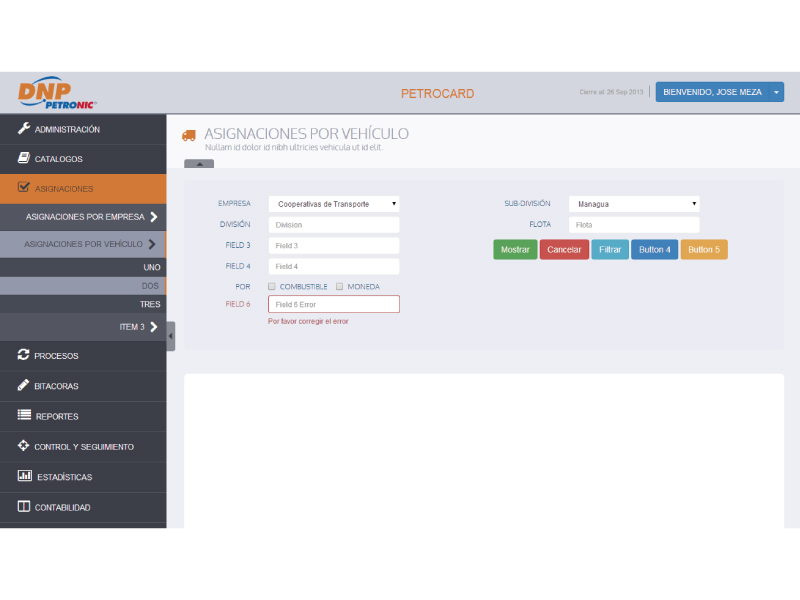 DNP
PETRONIC
PETROCARD
Cierre al: 26 Sep 2013
BIENVENIDO, JOSE MEZA
ADMINISTRACIÓN
CATALOGOS
ASIGNACIONES
ASIGNACIONES POR EMPRESA
ASIGNACIONES POR VEHÍCULO
UNO
DOS
TRES
ITEM 3
PROCESOS
BITACORAS
REPORTES
CONTROL Y SEGUIMIENTO
ESTADÍSTICAS
CONTABILIDAD
ASIGNACIONES POR VEHÍCULO
Nullam id dolor id nibh ultricies vehicula ut id elit.
EMPRESA Cooperativas de Transporte
SUB-DIVISIÓN Managua
DIVISIÓN Division
FLOTA Flota
FIELD 3 Field 3
Mostrar Cancelar Filtrar Button 4 Button 5
FIELD 4 Field 4
POR COMBUSTIBLE MONEDA
FIELD 6 Field 6 Error
Por favor corregir el error